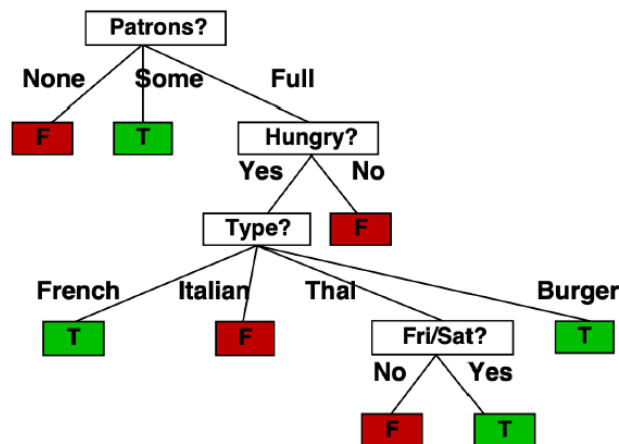 Patrons?
None Some Full
F T Hungry?
Yes No
Type? F
French Italian Thai Burger
T F Fri/Sat? T
No Yes
F T